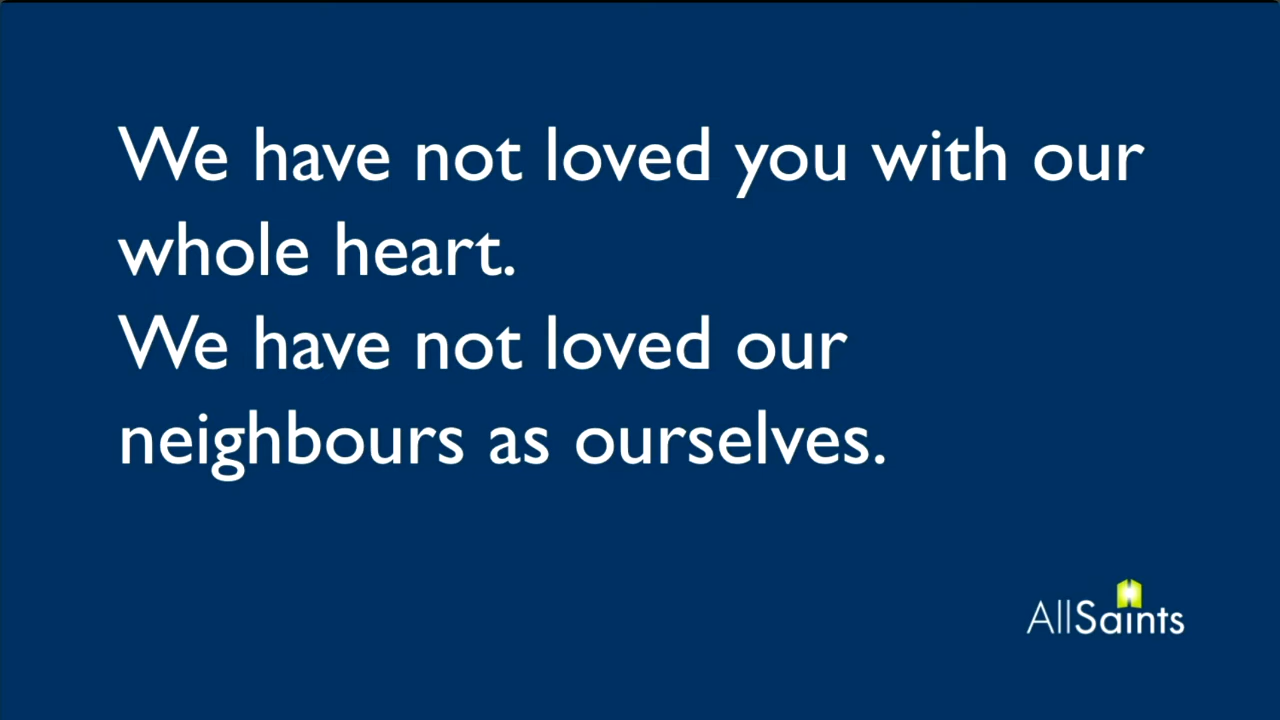 We have not loved you with our
whole heart.
We have not loved our
neighbours as ourselves.
AllSaints